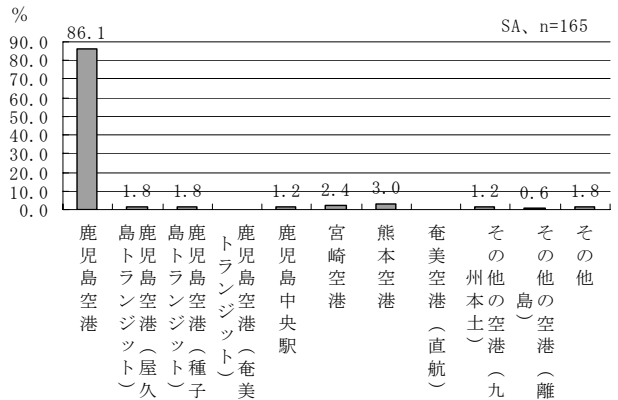 %
SA、n=165
90.0
80.0
70.0
60.0
50.0
40.0
30.0
20.0
10.0
0.0
86.1
1.8
1.8
1.2
2.4
3.0
1.2
0.6
1.8
鹿児島空港
鹿児島空港（屋久
島トランジット）
鹿児島空港（種子
島トランジット）
鹿児島空港（奄美
トランジット）
鹿児島中央駅
宮崎空港
熊本空港
奄美空港（直航）
その他の空港（九
州本土）
その他の空港（離
島）
その他